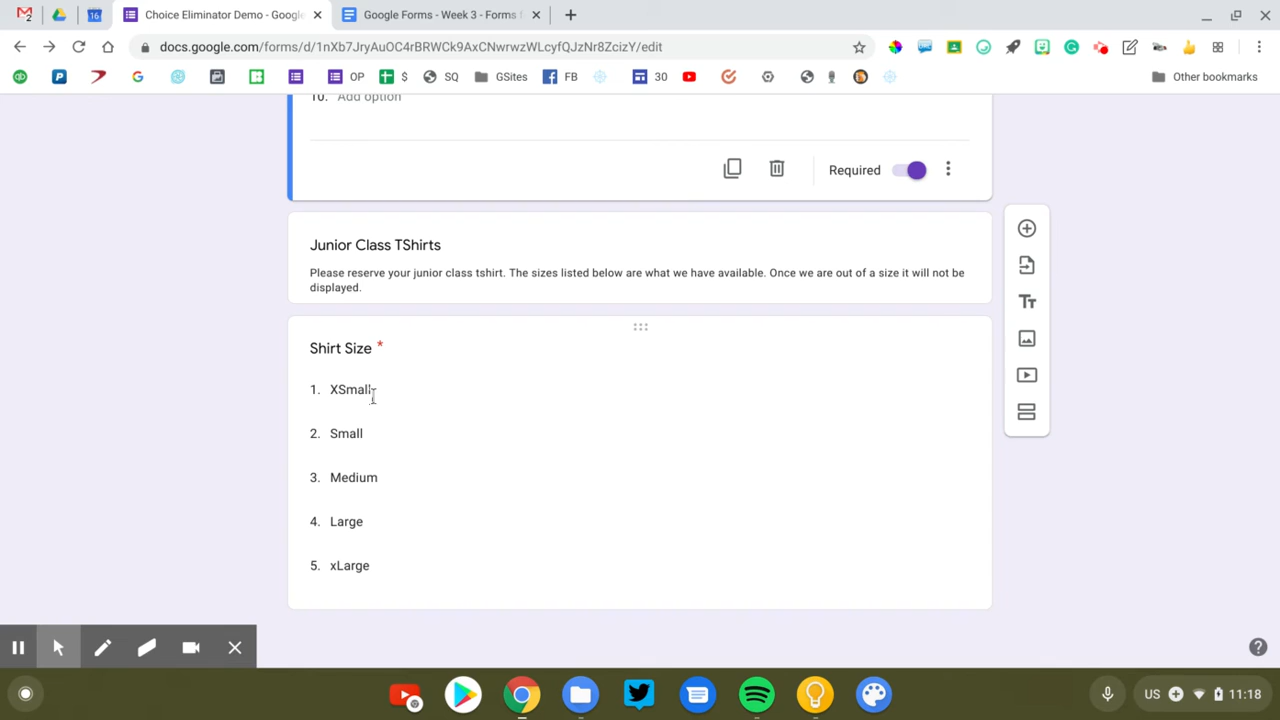 Choice Eliminator Demo - Google
Google Forms - Week 3 - Forms f
docs.google.com/forms/d/1nXb7JryAuOC4rBRWCk9AxCNwrwzWLcyfQJzNr8ZcizY/edit
OP
$
SQ
GSites
FB
30
Other bookmarks
10. Add option
Required
Junior Class TShirts
Please reserve your junior class tshirt. The sizes listed below are what we have available. Once we are out of a size it will not be
displayed.
Shirt Size *
1. XSmall
2. Small
3. Medium
4. Large
5. xLarge
US
11:18